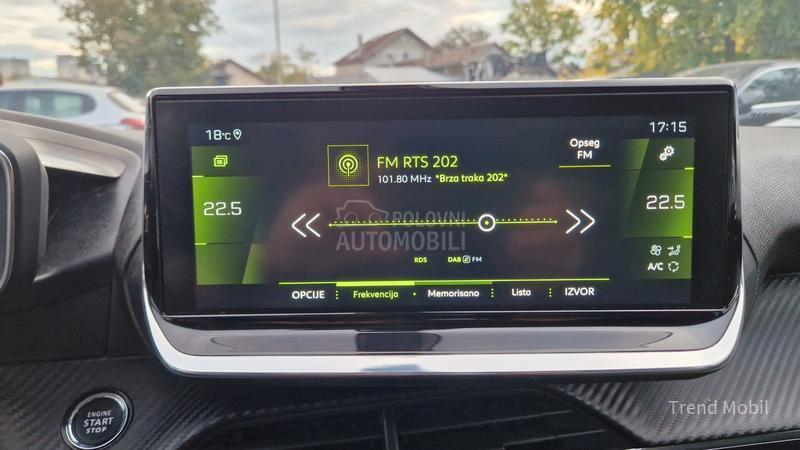 18°C
17:15
FM RTS 202
101.80 MHz *Brza traka 202*
Opseg
FM
22.5
22.5
POLOVNI
AUTOMOBILI
RDS DAB FM
A/C
OPCIJE Frekvencija Memorisano Lista IZVOR
ENGINE
START
STOP
Trend Mobil